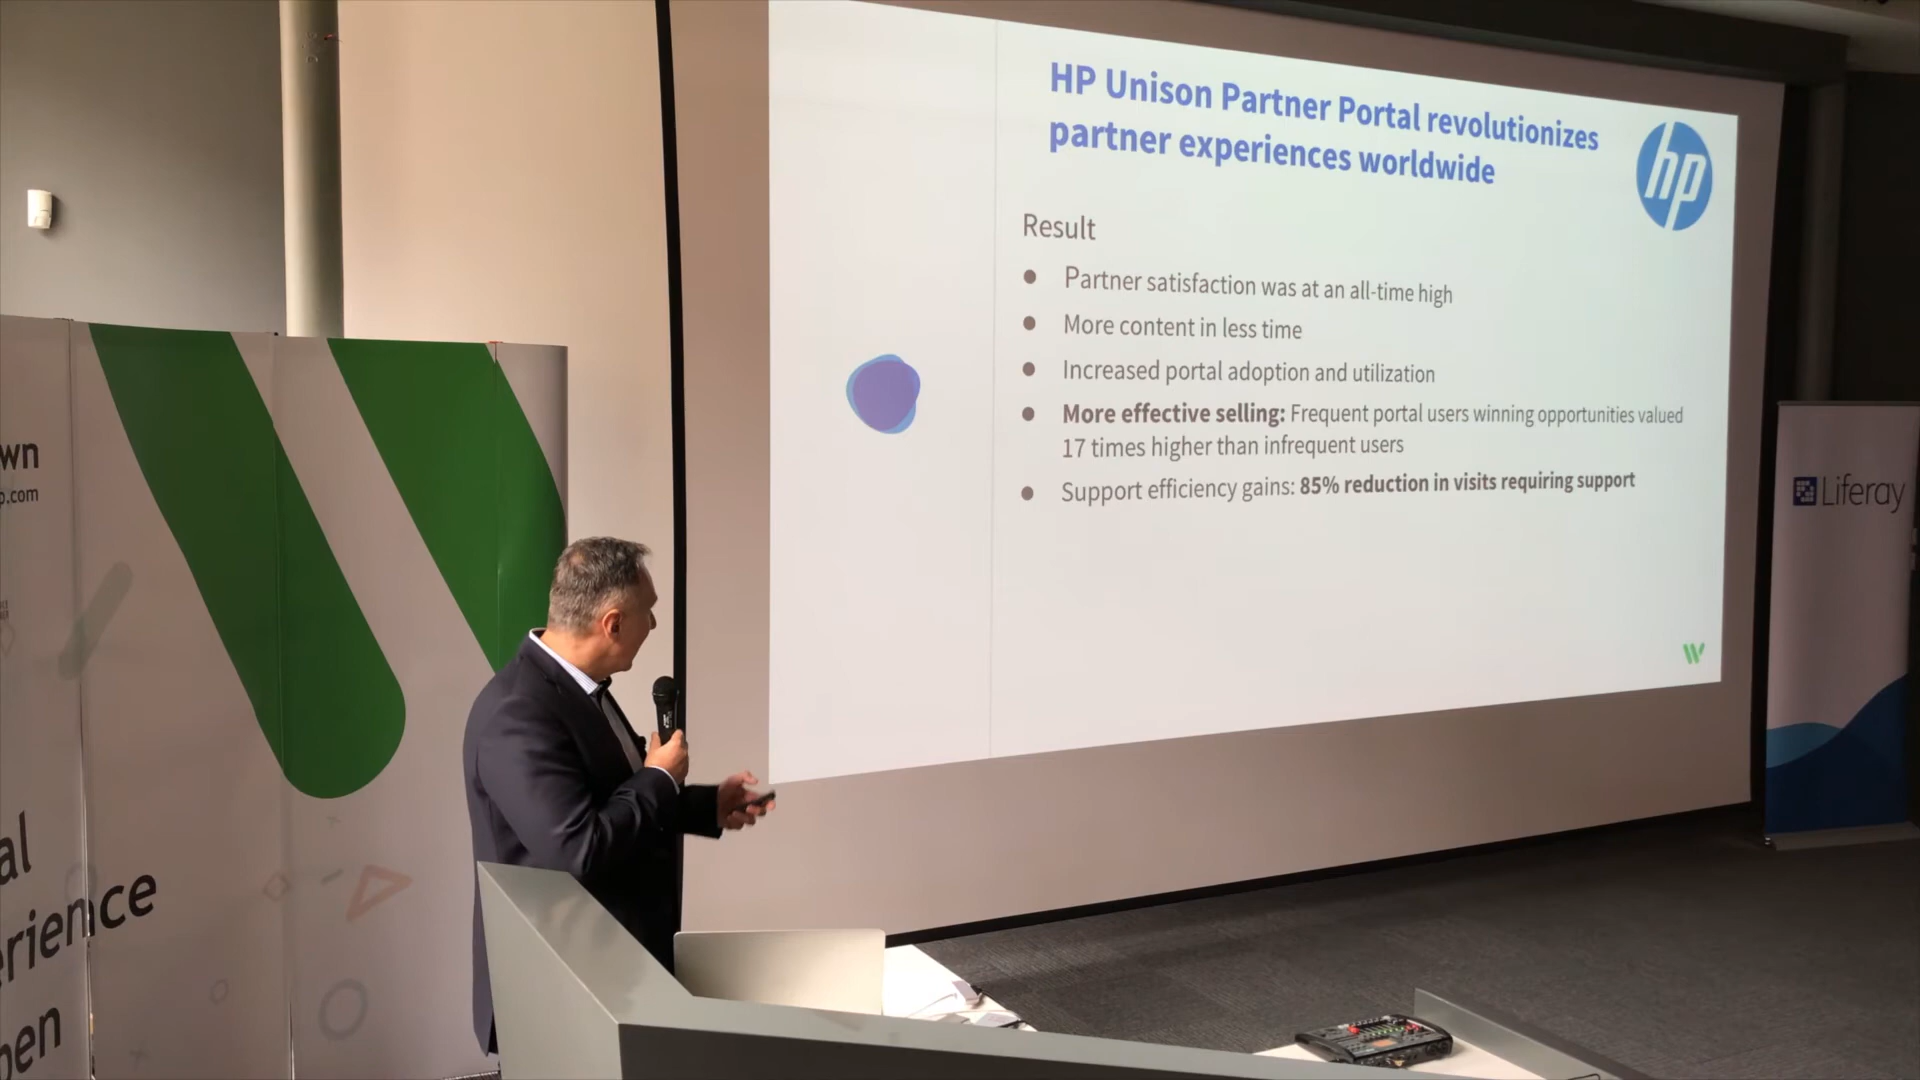 HP Unison Partner Portal revolutionizes
partner experiences worldwide
hp
Result
Partner satisfaction was at an all-time high
More content in less time
Increased portal adoption and utilization
More effective selling: Frequent portal users winning opportunities valued
17 times higher than infrequent users
Support efficiency gains: 85% reduction in visits requiring support
Liferay
wn
p.com
al
erience
pen